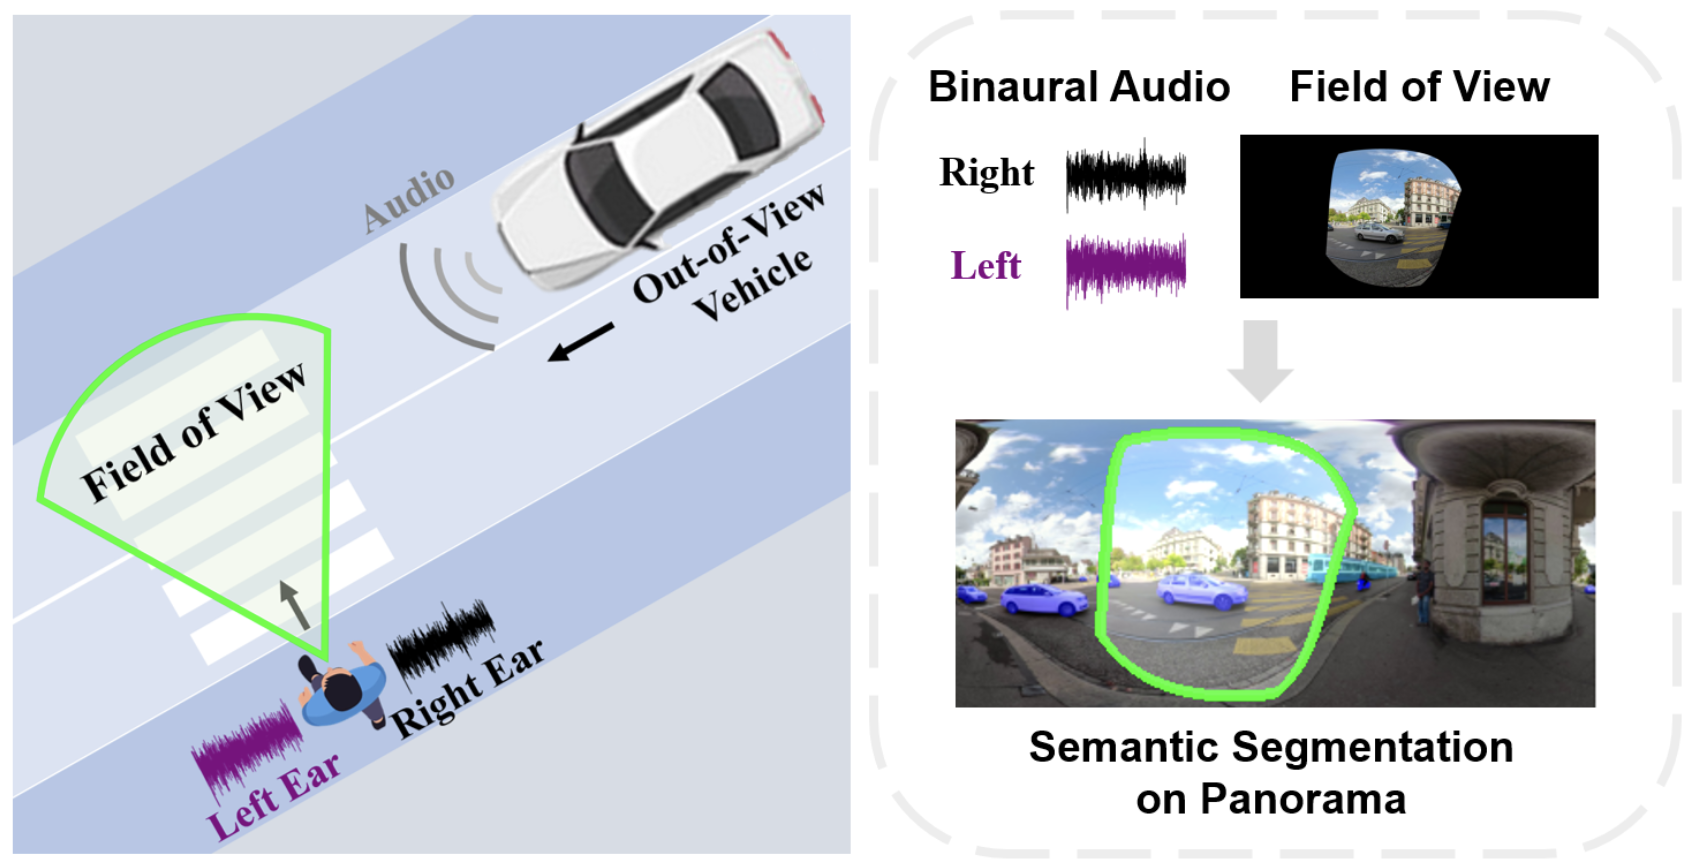 Audio
Out-of-View
Vehicle
Field of View
Right Ear
Left Ear
Binaural Audio
Field of View
Right
Left
Semantic Segmentation
on Panorama